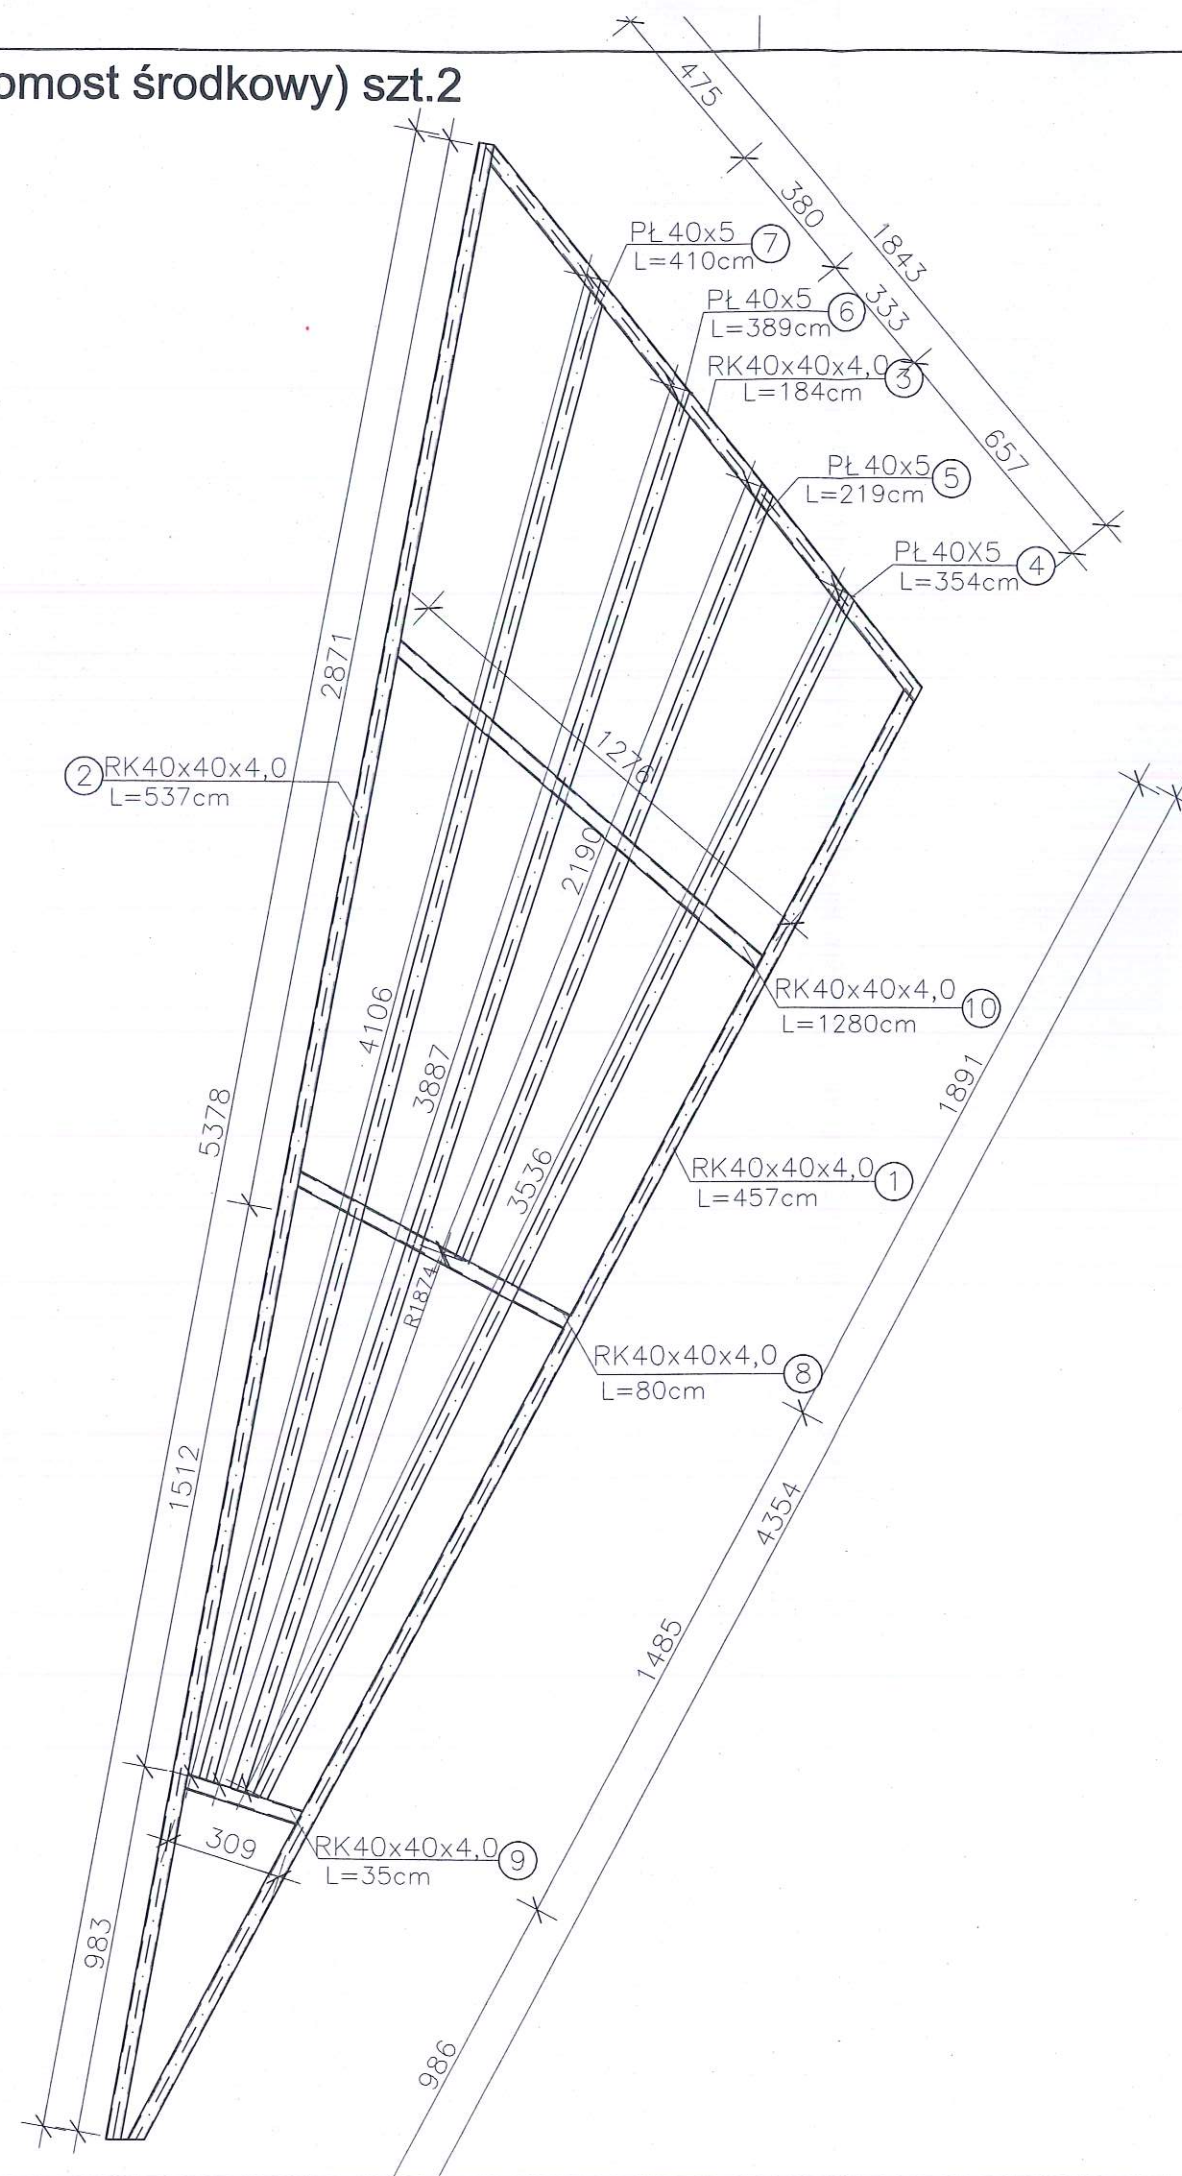 omost środkowy) szt.2
475
380
1843
333
657
PŁ 40x5 7
L=410cm
PŁ 40x5 6
L=389cm
RK40x40x4,0 3
L=184cm
PŁ 40x5 5
L=219cm
PŁ 40X5 4
L=354cm
2871
1276
2 RK40x40x4,0
L=537cm
2190
RK40x40x4,0 10
L=1280cm
4106
3887
1891
5378
3536
RK40x40x4,0 1
L=457cm
R1874
RK40x40x4,0 8
L=80cm
1512
4354
1485
309
RK40x40x4,0 9
L=35cm
983
986